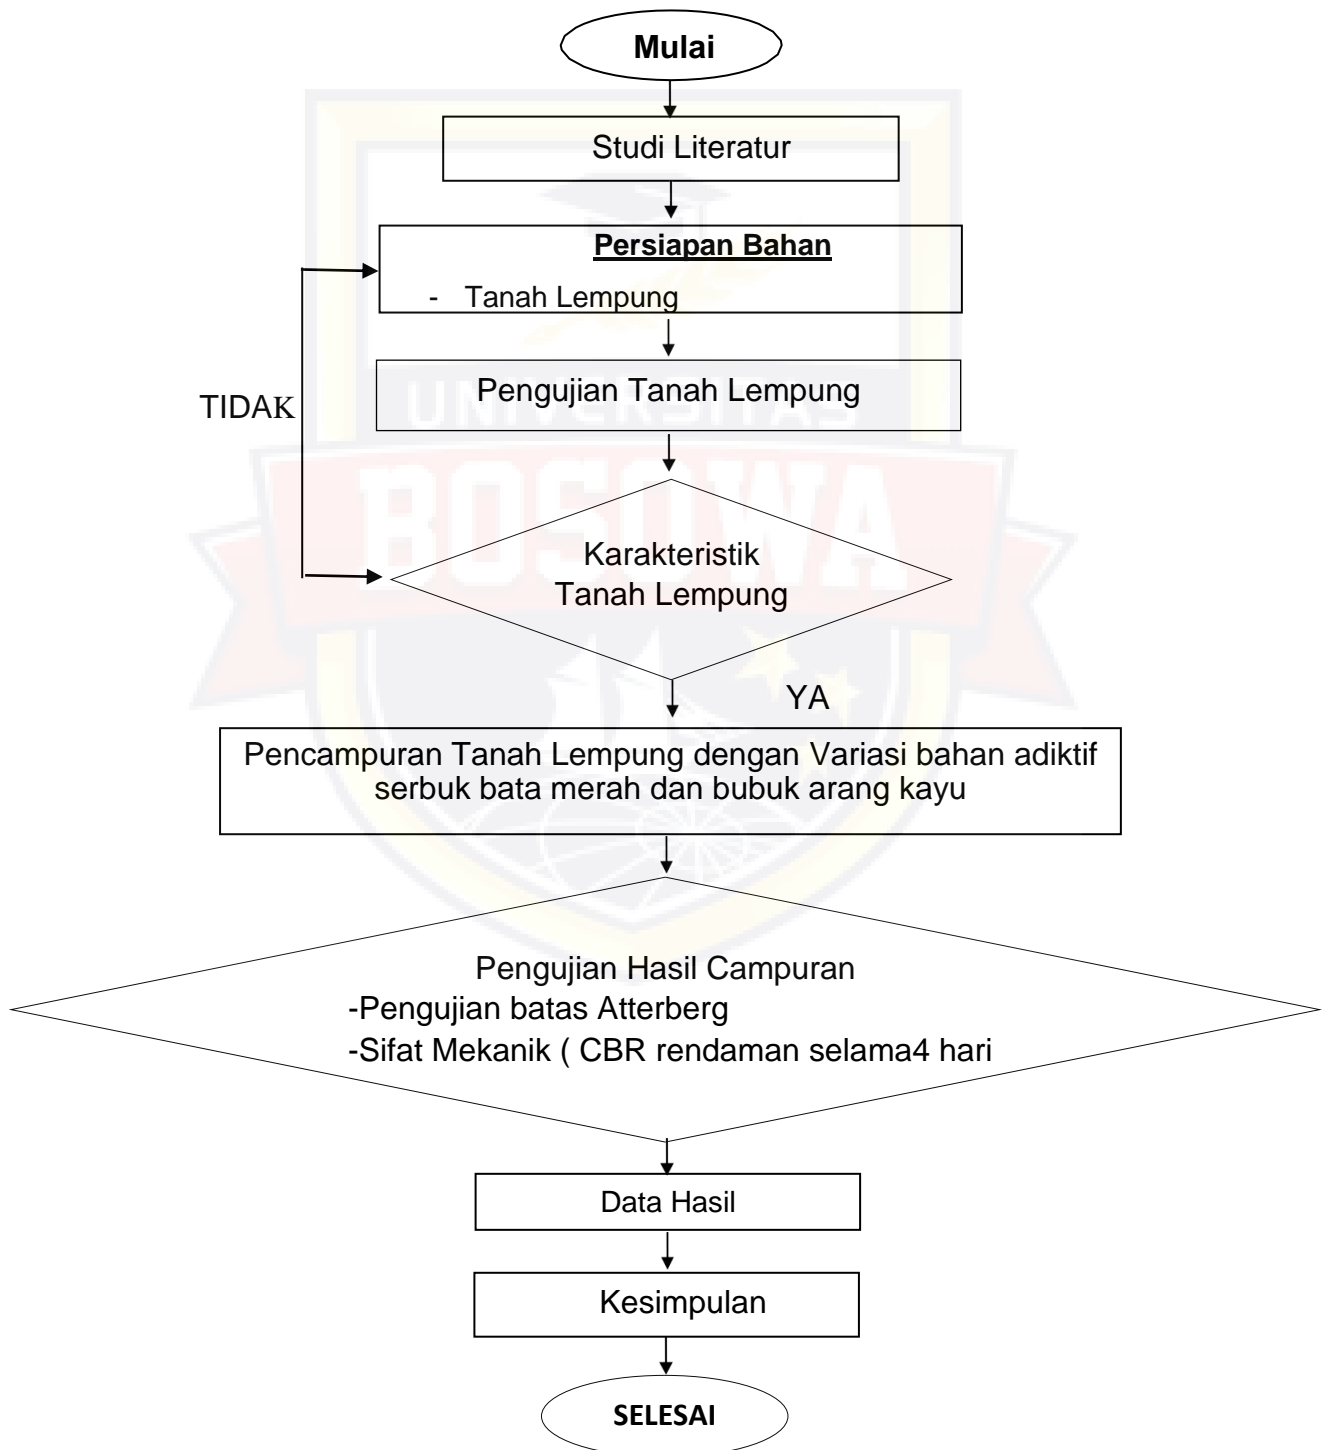 Mulai
Studi Literatur
Persiapan Bahan
- Tanah Lempung
Pengujian Tanah Lempung
TIDAK
UNIVERSITAS
BOSOWA
Karakteristik
Tanah Lempung
YA
Pencampuran Tanah Lempung dengan Variasi bahan adiktif
serbuk bata merah dan bubuk arang kayu
Pengujian Hasil Campuran
-Pengujian batas Atterberg
-Sifat Mekanik ( CBR rendaman selama4 hari
Data Hasil
Kesimpulan
SELESAI